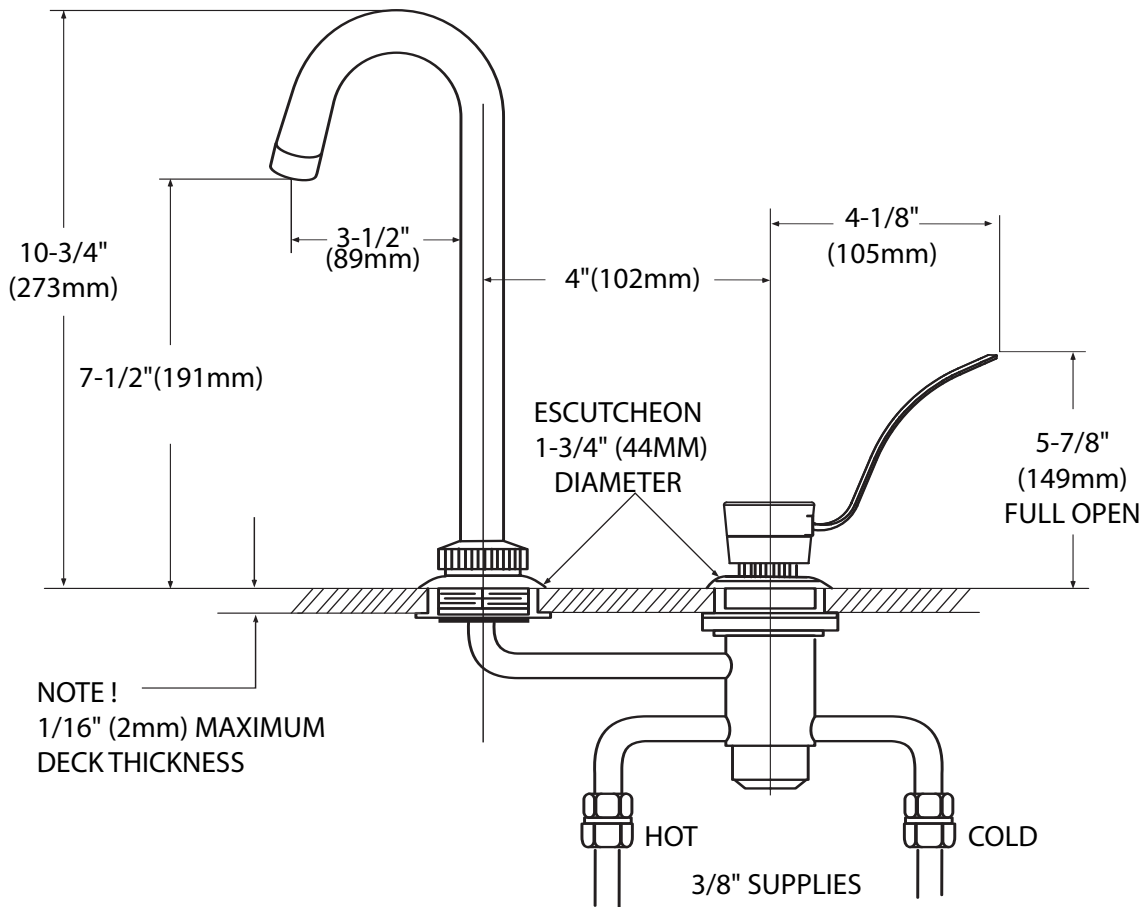 10-3/4"
(273mm)
3-1/2"
(89mm)
4"(102mm)
4-1/8"
(105mm)
7-1/2"(191mm)
ESCUTCHEON
1-3/4" (44MM)
DIAMETER
5-7/8"
(149mm)
FULL OPEN
NOTE !
1/16" (2mm) MAXIMUM
DECK THICKNESS
HOT
COLD
3/8" SUPPLIES